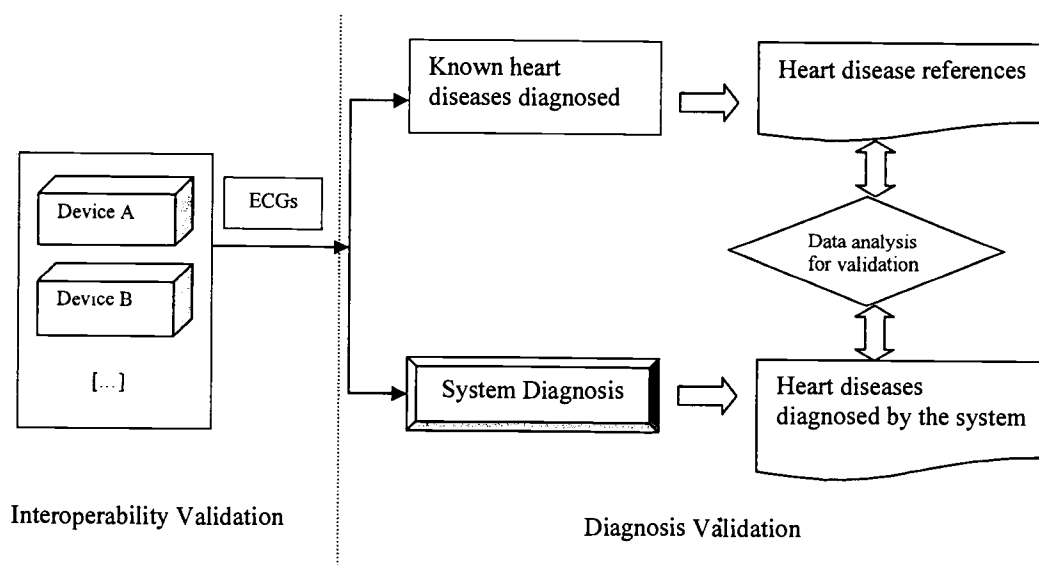 Known heart
diseases diagnosed
Heart disease references
ECGs
Device A
Device B
[...]
Data analysis
for validation
System Diagnosis
Heart diseases
diagnosed by the system
Interoperability Validation
Diagnosis Validation